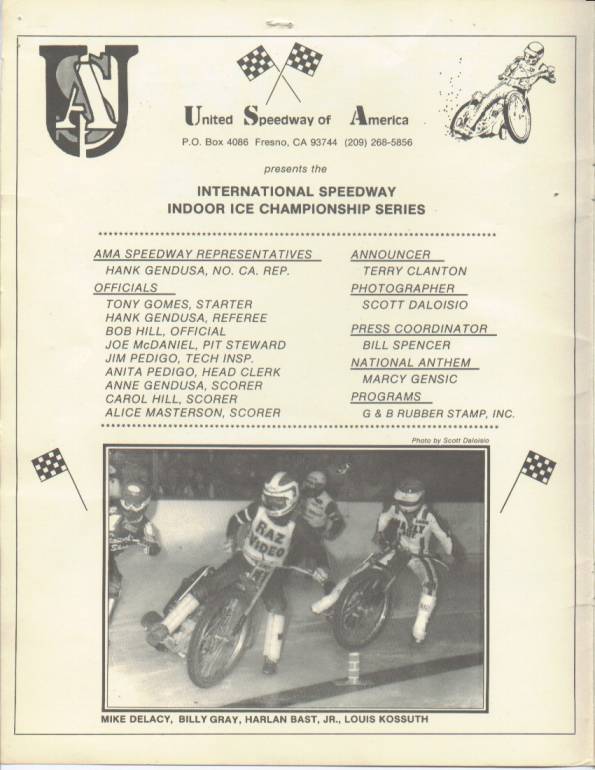 USA
United Speedway of America
P.O. Box 4086 Fresno, CA 93744 (209) 268-5856
presents the
INTERNATIONAL SPEEDWAY
INDOOR ICE CHAMPIONSHIP SERIES
AMA SPEEDWAY REPRESENTATIVES
HANK GENDUSA, NO. CA. REP.
OFFICIALS
TONY GOMES, STARTER
HANK GENDUSA, REFEREE
BOB HILL, OFFICIAL
JOE McDANIEL, PIT STEWARD
JIM PEDIGO, TECH INSP.
ANITA PEDIGO, HEAD CLERK
ANNE GENDUSA, SCORER
CAROL HILL, SCORER
ALICE MASTERSON, SCORER
ANNOUNCER
TERRY CLANTON
PHOTOGRAPHER
SCOTT DALOISIO
PRESS COORDINATOR
BILL SPENCER
NATIONAL ANTHEM
MARCY GENSIC
PROGRAMS
G & B RUBBER STAMP, INC.
Photo by Scott Daloisio
RAZ
VIDEO
MIKE DELACY, BILLY GRAY, HARLAN BAST, JR., LOUIS KOSSUTH